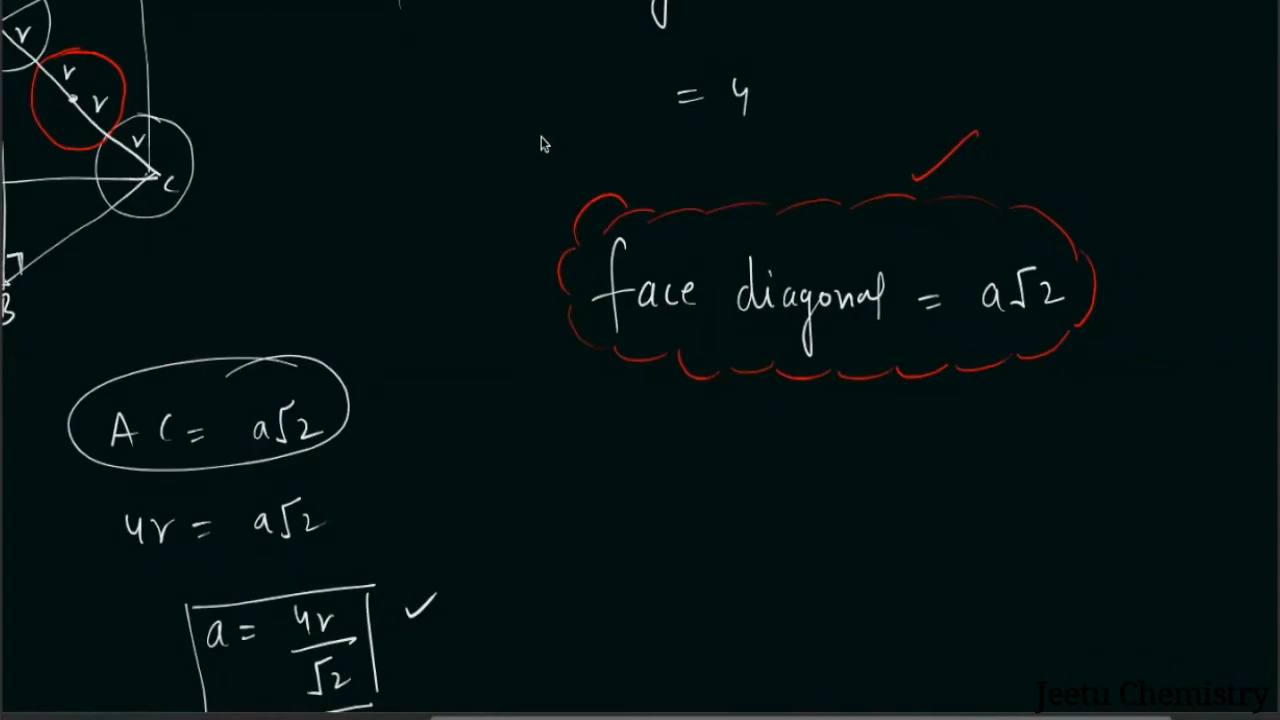 r
r
r
r
C
B
= 4
face diagonal = a√2
AC = a√2
4r = a√2
a = 4r/√2
Jeetu Chemistry